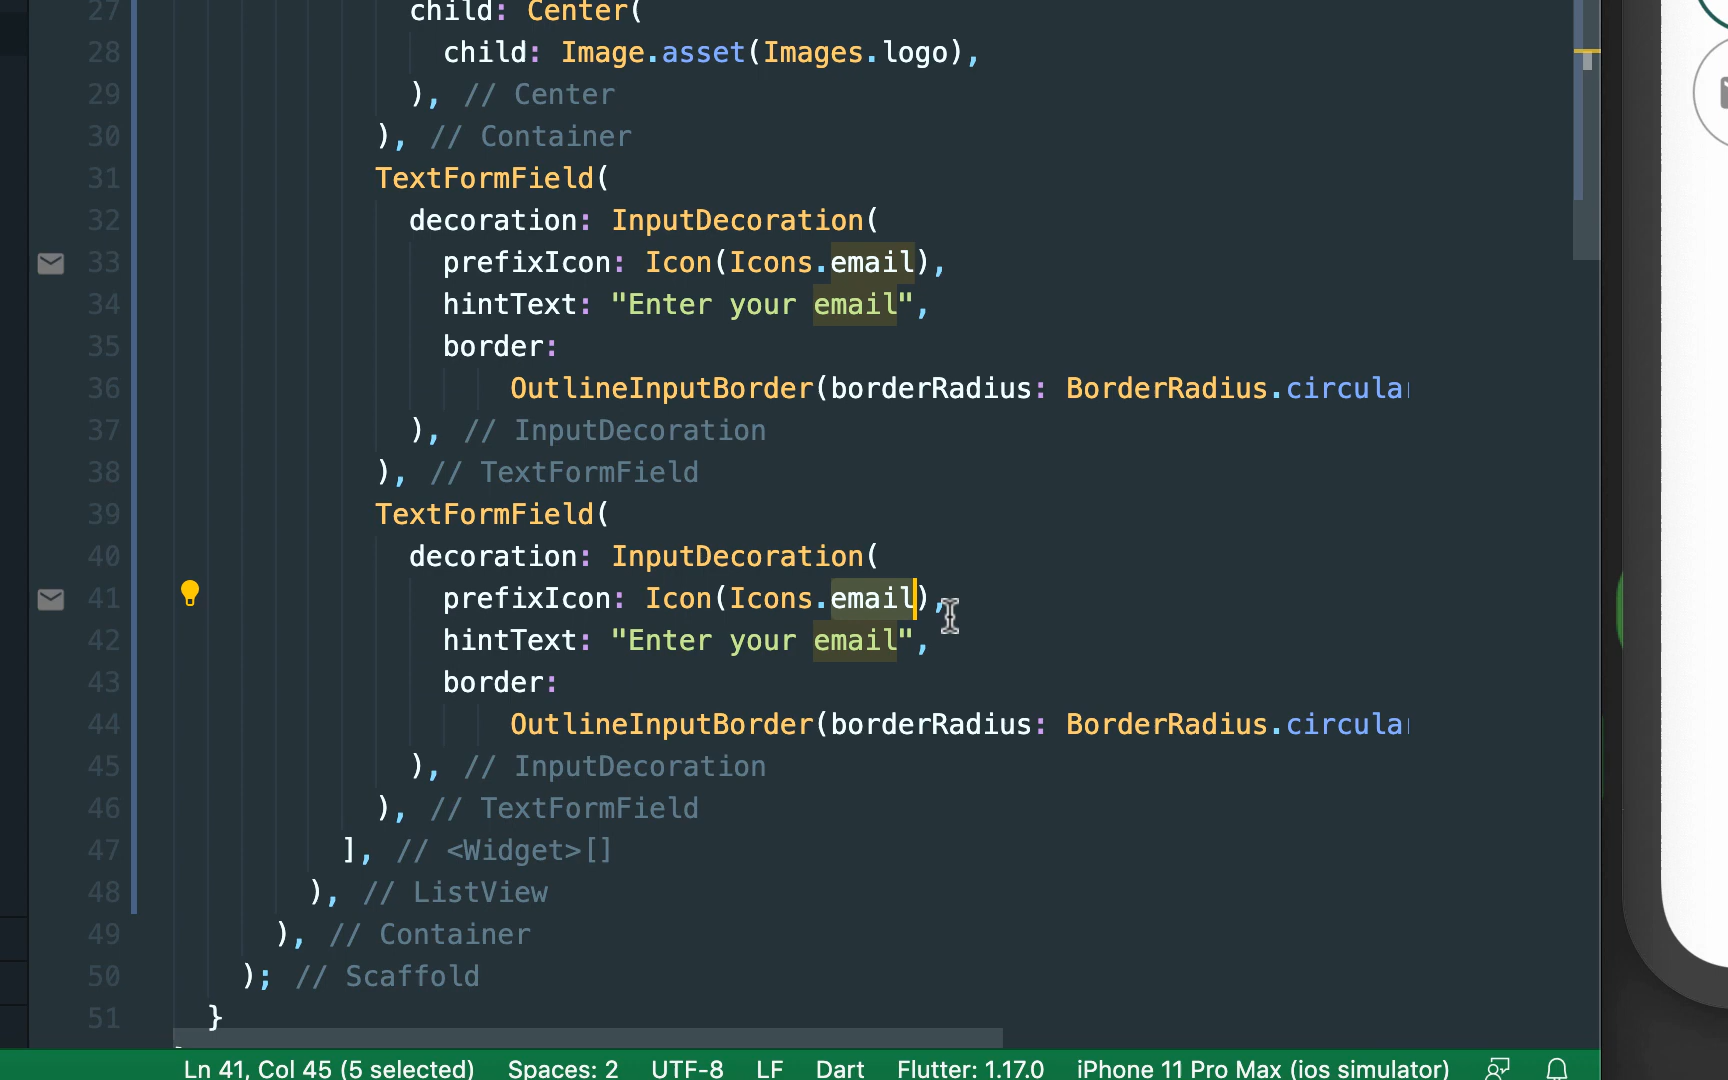 27 child: Center(
28 child: Image.asset(Images.logo),
29 ), // Center
30 ), // Container
31 TextFormField(
32 decoration: InputDecoration(
33 prefixIcon: Icon(Icons.email),
34 hintText: "Enter your email",
35 border:
36 OutlineInputBorder(borderRadius: BorderRadius.circula
37 ), // InputDecoration
38 ), // TextFormField
39 TextFormField(
40 decoration: InputDecoration(
41 prefixIcon: Icon(Icons.email),
42 hintText: "Enter your email",
43 border:
44 OutlineInputBorder(borderRadius: BorderRadius.circula
45 ), // InputDecoration
46 ), // TextFormField
47 ], // <Widget>[]
48 ), // ListView
49 ), // Container
50 ); // Scaffold
51 }
Ln 41, Col 45 (5 selected) Spaces: 2 UTF-8 LF Dart Flutter: 1.17.0 iPhone 11 Pro Max (ios simulator)